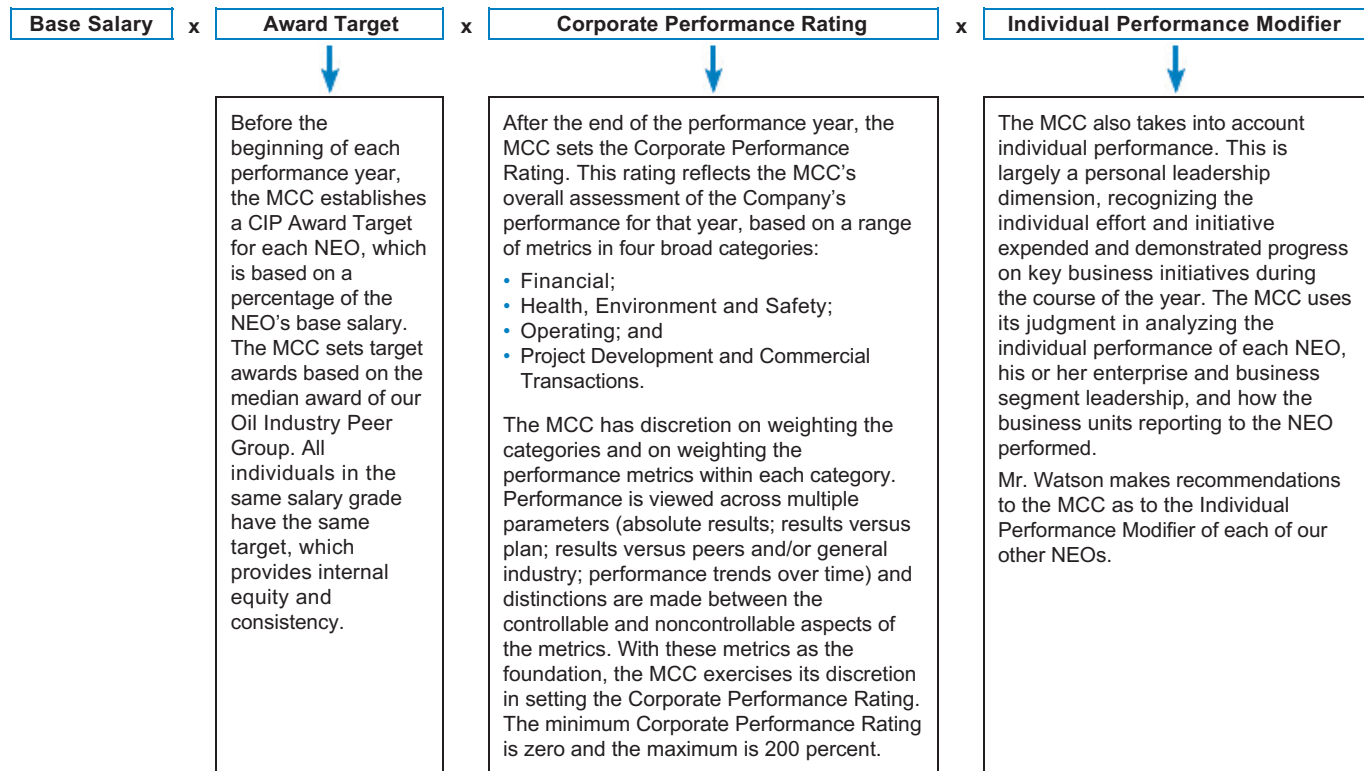 Base Salary x Award Target x Corporate Performance Rating x Individual Performance Modifier
Before the
beginning of each
performance year,
the MCC establishes
a CIP Award Target
for each NEO, which
is based on a
percentage of the
NEO's base salary.
The MCC sets target
awards based on the
median award of our
Oil Industry Peer
Group. All
individuals in the
same salary grade
have the same
target, which
provides internal
equity and
consistency.
After the end of the performance year, the
MCC sets the Corporate Performance
Rating. This rating reflects the MCC's
overall assessment of the Company's
performance for that year, based on a range
of metrics in four broad categories:
• Financial;
• Health, Environment and Safety;
• Operating; and
• Project Development and Commercial
Transactions.
The MCC has discretion on weighting the
categories and on weighting the
performance metrics within each category.
Performance is viewed across multiple
parameters (absolute results; results versus
plan; results versus peers and/or general
industry; performance trends over time) and
distinctions are made between the
controllable and noncontrollable aspects of
the metrics. With these metrics as the
foundation, the MCC exercises its discretion
in setting the Corporate Performance Rating.
The minimum Corporate Performance Rating
is zero and the maximum is 200 percent.
The MCC also takes into account
individual performance. This is
largely a personal leadership
dimension, recognizing the
individual effort and initiative
expended and demonstrated progress
on key business initiatives during
the course of the year. The MCC uses
its judgment in analyzing the
individual performance of each NEO,
his or her enterprise and business
segment leadership, and how the
business units reporting to the NEO
performed.
Mr. Watson makes recommendations
to the MCC as to the Individual
Performance Modifier of each of our
other NEOs.